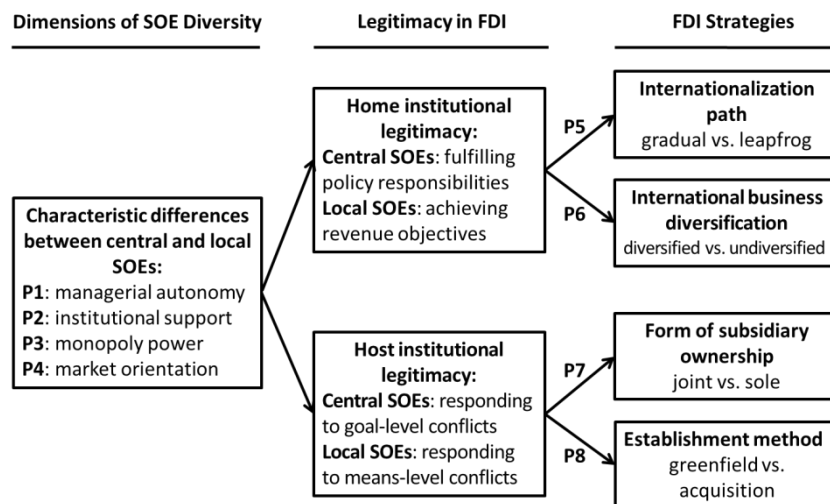 Dimensions of SOE Diversity
Legitimacy in FDI
FDI Strategies
Characteristic differences
between central and local
SOEs:
P1: managerial autonomy
P2: institutional support
P3: monopoly power
P4: market orientation
Home institutional
legitimacy:
Central SOEs: fulfilling
policy responsibilities
Local SOEs: achieving
revenue objectives
Host institutional
legitimacy:
Central SOEs: responding
to goal-level conflicts
Local SOEs: responding
to means-level conflicts
P5
Internationalization
path
gradual vs. leapfrog
P6
International business
diversification
diversified vs. undiversified
P7
Form of subsidiary
ownership
joint vs. sole
P8
Establishment method
greenfield vs.
acquisition